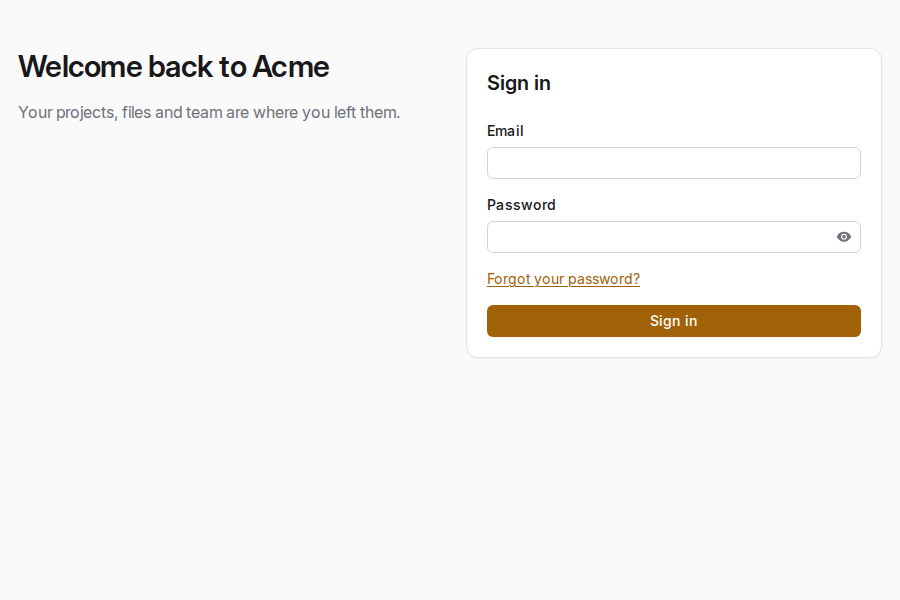 Welcome back to Acme
Your projects, files and team are where you left them.
Sign in
Email
Password
Forgot your password?
Sign in